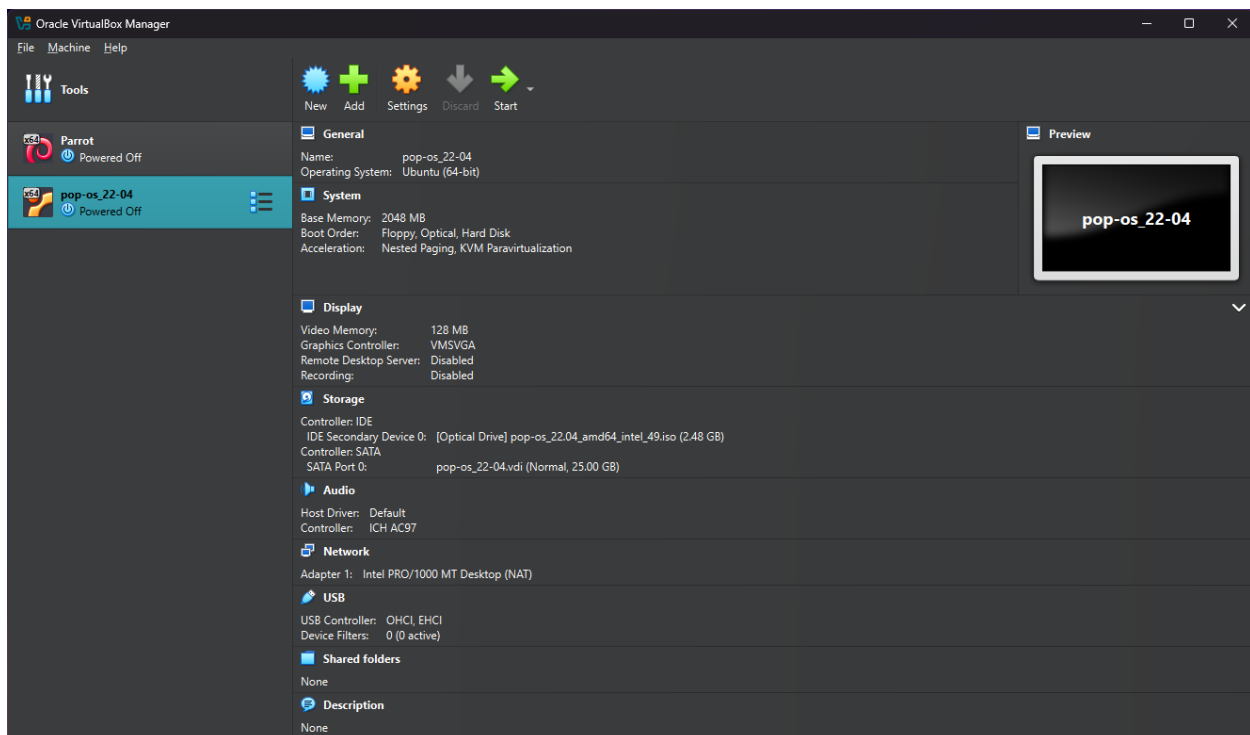 Oracle VirtualBox Manager
File Machine Help
Tools
New Add Settings Discard Start
x64 Parrot
Powered Off
x64 pop-os_22-04
Powered Off
General
Name: pop-os_22-04
Operating System: Ubuntu (64-bit)
System
Base Memory: 2048 MB
Boot Order: Floppy, Optical, Hard Disk
Acceleration: Nested Paging, KVM Paravirtualization
Preview
pop-os_22-04
Display
Video Memory: 128 MB
Graphics Controller: VMSVGA
Remote Desktop Server: Disabled
Recording: Disabled
Storage
Controller: IDE
IDE Secondary Device 0: [Optical Drive] pop-os_22.04_amd64_intel_49.iso (2.48 GB)
Controller: SATA
SATA Port 0: pop-os_22-04.vdi (Normal, 25.00 GB)
Audio
Host Driver: Default
Controller: ICH AC97
Network
Adapter 1: Intel PRO/1000 MT Desktop (NAT)
USB
USB Controller: OHCI, EHCI
Device Filters: 0 (0 active)
Shared folders
None
Description
None